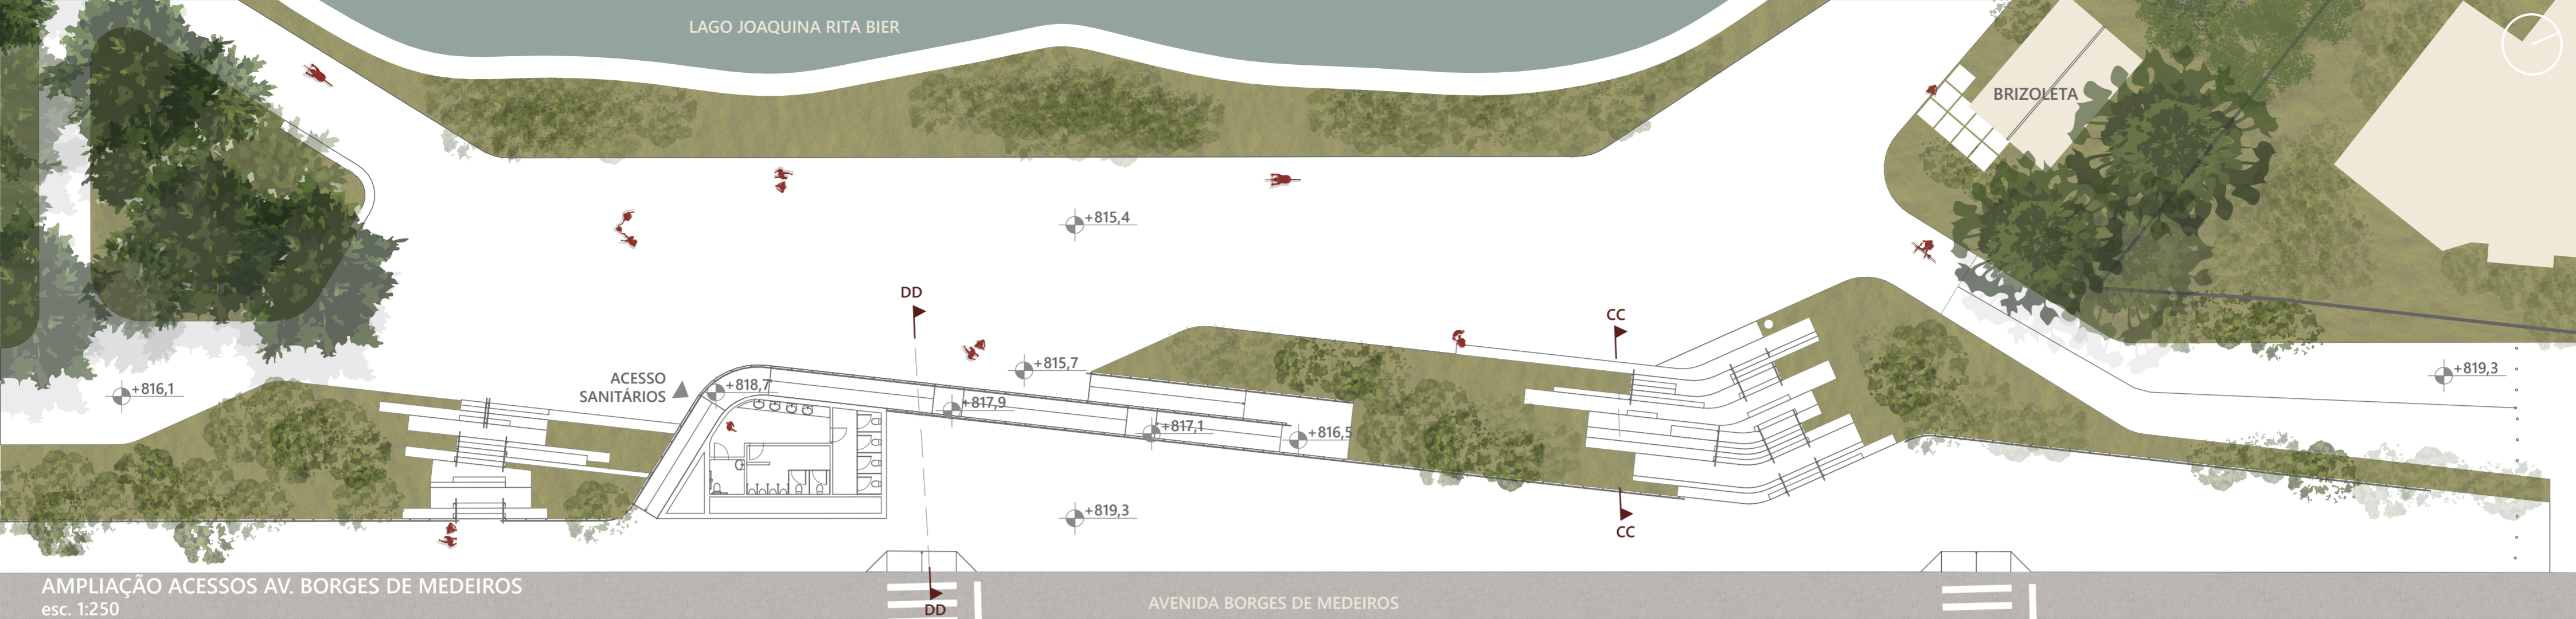 LAGO JOAQUINA RITA BIER
BRIZOLETA
+815,4
DD
CC
+815,7
+819,3
ACESSO
SANITÁRIOS
+816,1
+818,7
+817,9
+817,1
+816,5
+819,3
CC
AMPLIAÇÃO ACESSOS AV. BORGES DE MEDEIROS
esc. 1:250
DD
AVENIDA BORGES DE MEDEIROS